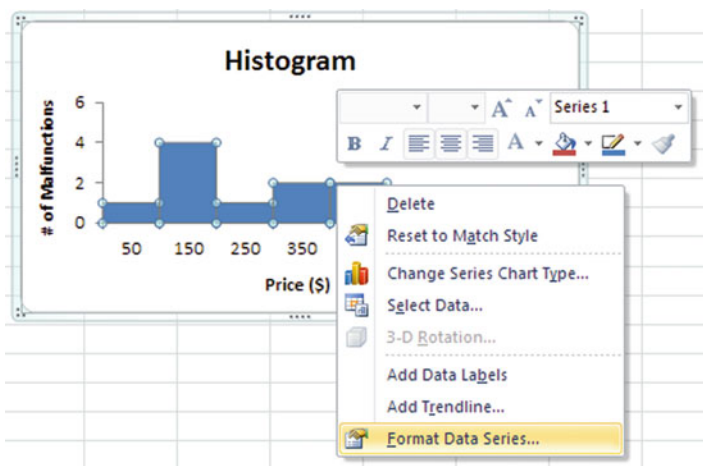 Histogram
# of Malfunctions
6
4
2
0
50 150 250 350
Price ($)
A A Series 1
B I A
Delete
Reset to Match Style
Change Series Chart Type...
Select Data...
3-D Rotation...
Add Data Labels
Add Trendline...
Format Data Series...